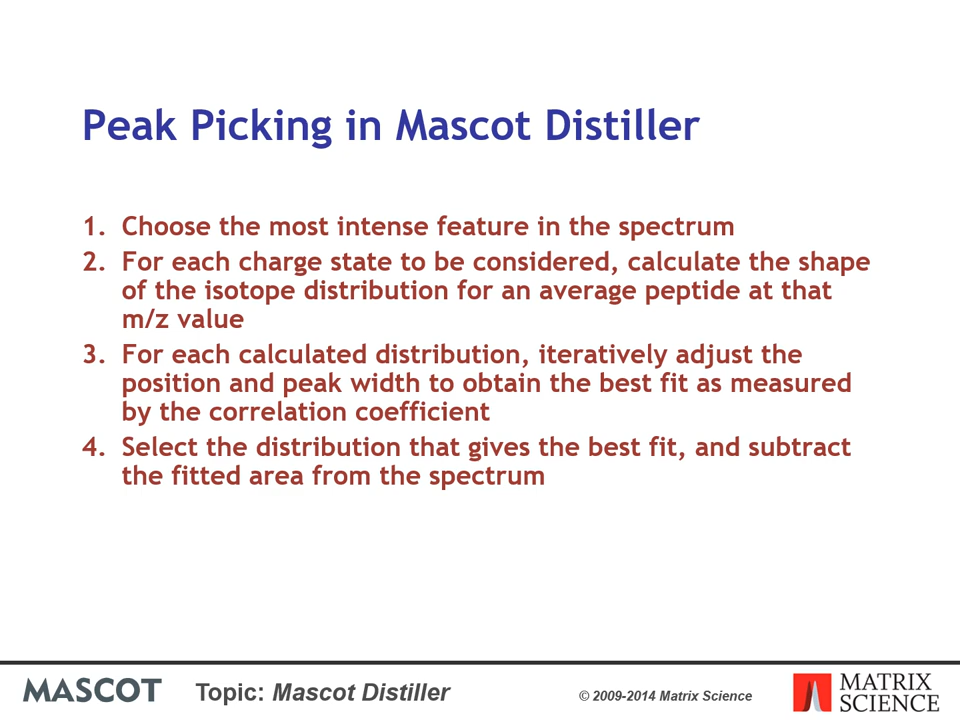 Peak Picking in Mascot Distiller
1. Choose the most intense feature in the spectrum
2. For each charge state to be considered, calculate the shape
of the isotope distribution for an average peptide at that
m/z value
3. For each calculated distribution, iteratively adjust the
position and peak width to obtain the best fit as measured
by the correlation coefficient
4. Select the distribution that gives the best fit, and subtract
the fitted area from the spectrum
MASCOT
Topic: Mascot Distiller
© 2009-2014 Matrix Science
MATRIX
SCIENCE